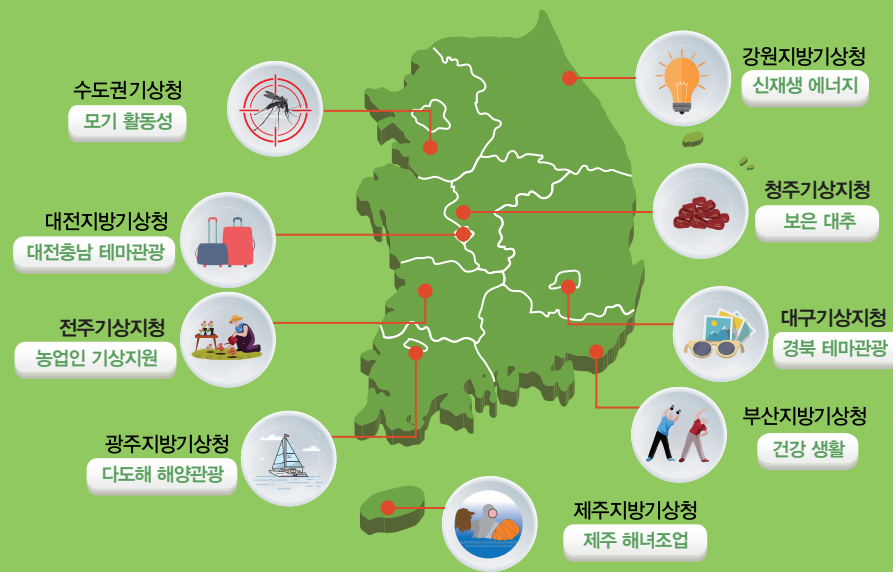 수도권기상청
모기 활동성
강원지방기상청
신재생 에너지
대전지방기상청
대전충남 테마관광
청주기상지청
보은 대추
전주기상지청
농업인 기상지원
대구기상지청
경북 테마관광
광주지방기상청
다도해 해양관광
부산지방기상청
건강 생활
제주지방기상청
제주 해녀조업